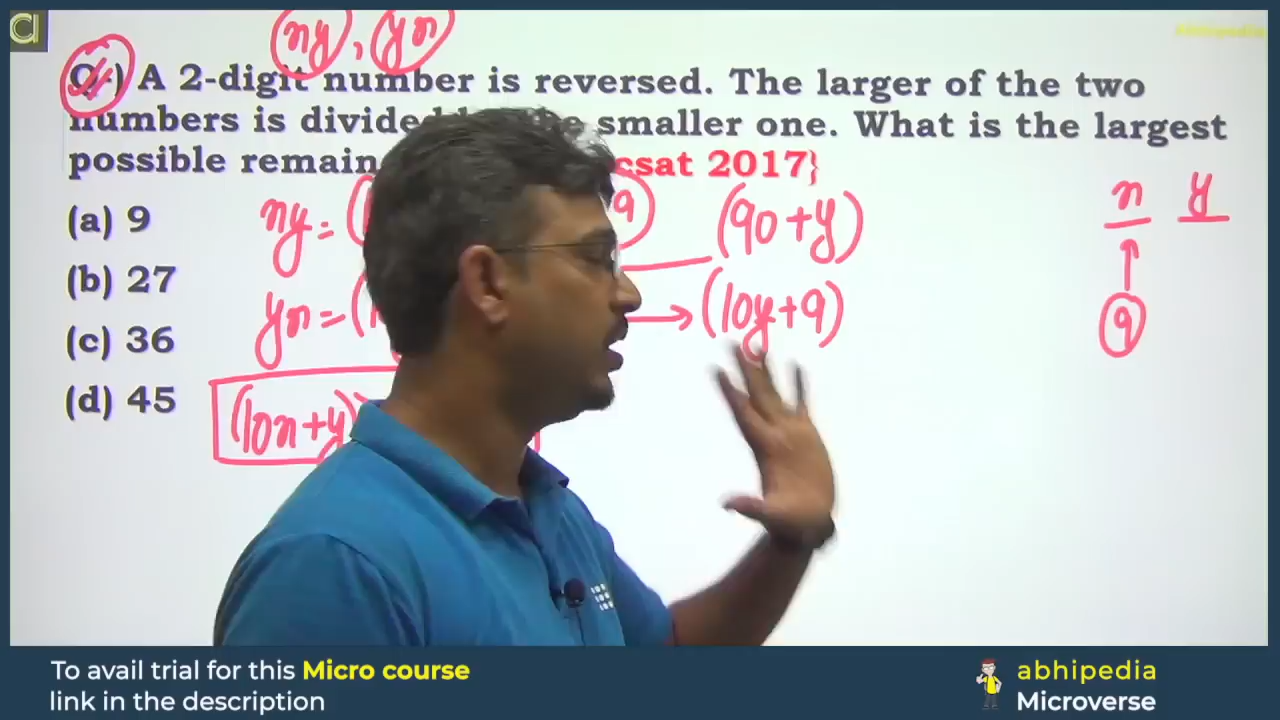 a
(xy), (yx)
Abhipedia
Q.) A 2-digit number is reversed. The larger of the two
numbers is divided the smaller one. What is the largest
possible csat 2017}
(a) 9
(b) 27
(c) 36
(d) 45
xy = ( 9) (90+y)
yx = ( → (10y+9)
(10x+y)
x y
9
To avail trial for this Micro course
link in the description
abhipedia
Microverse